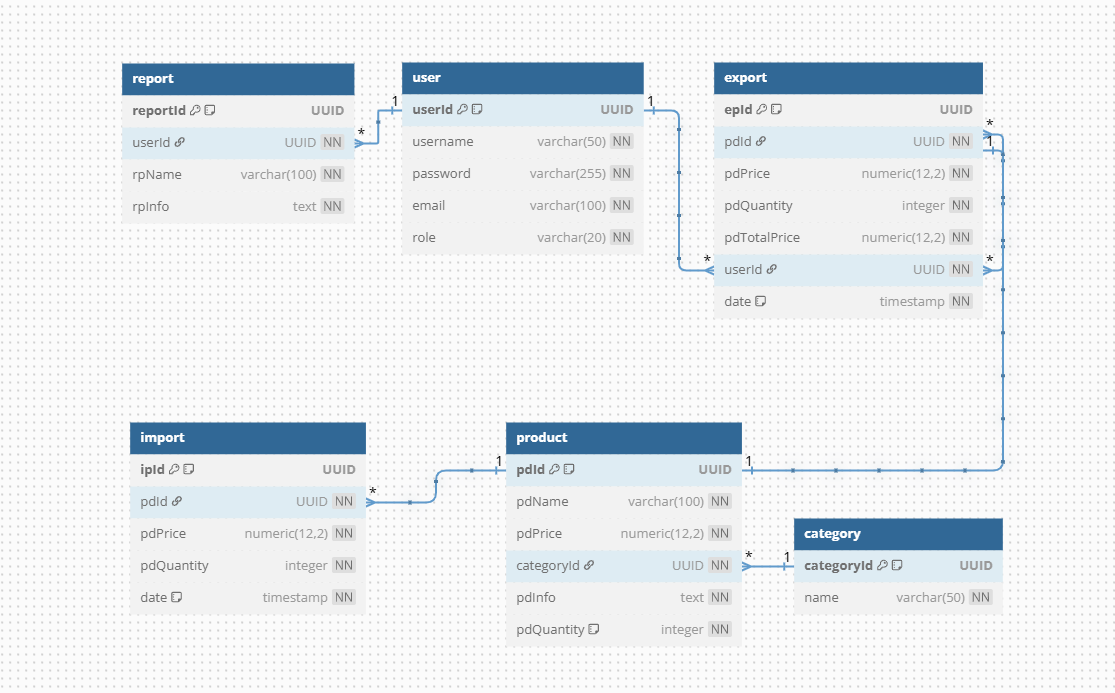 report
reportId UUID
userId UUID NN
rpName varchar(100) NN
rpInfo text NN
1
*
user
userId UUID
username varchar(50) NN
password varchar(255) NN
email varchar(100) NN
role varchar(20) NN
1
*
export
epId UUID
pdId UUID NN
pdPrice numeric(12,2) NN
pdQuantity integer NN
pdTotalPrice numeric(12,2) NN
userId UUID NN
date timestamp NN
*
1
*
import
ipId UUID
pdId UUID NN
pdPrice numeric(12,2) NN
pdQuantity integer NN
date timestamp NN
*
1
product
pdId UUID
pdName varchar(100) NN
pdPrice numeric(12,2) NN
categoryId UUID NN
pdInfo text NN
pdQuantity integer NN
1
*
1
category
categoryId UUID
name varchar(50) NN